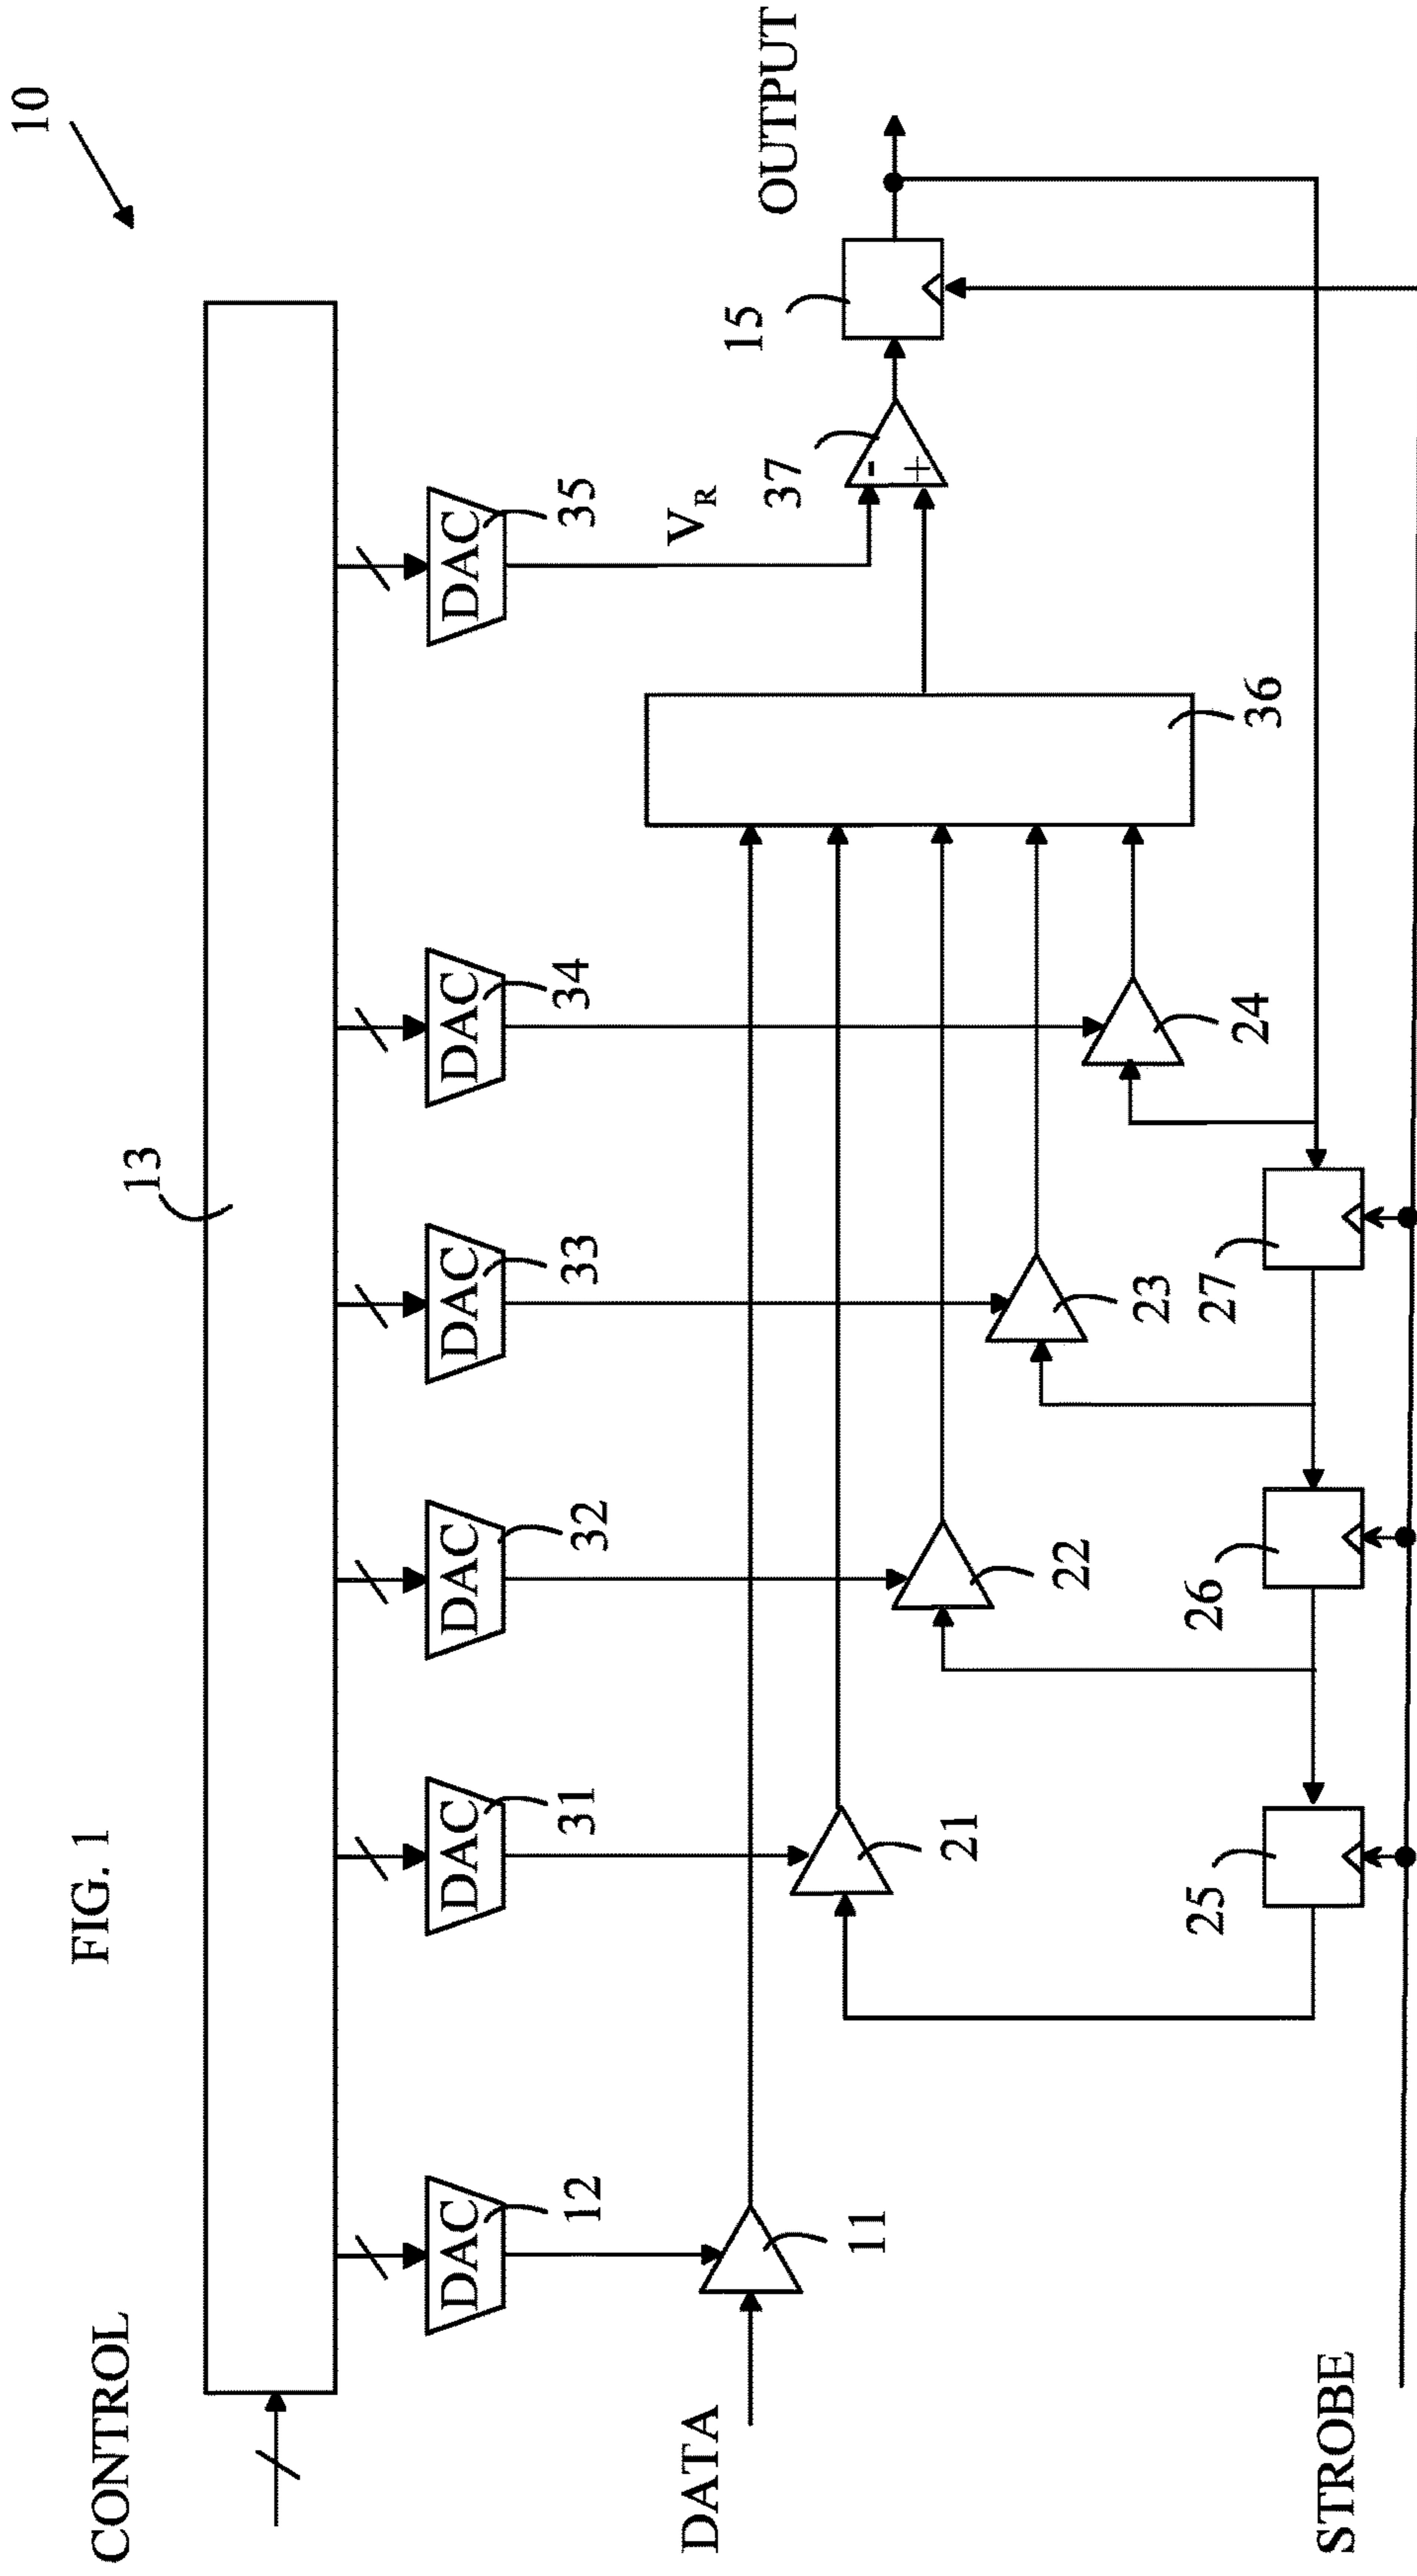 FIG. 1
10
CONTROL
13
DAC
12
DAC
31
DAC
32
DAC
33
DAC
34
DAC
35
V_R
DATA
11
21
22
23
24
36
37
-
+
15
OUTPUT
25
26
27
STROBE